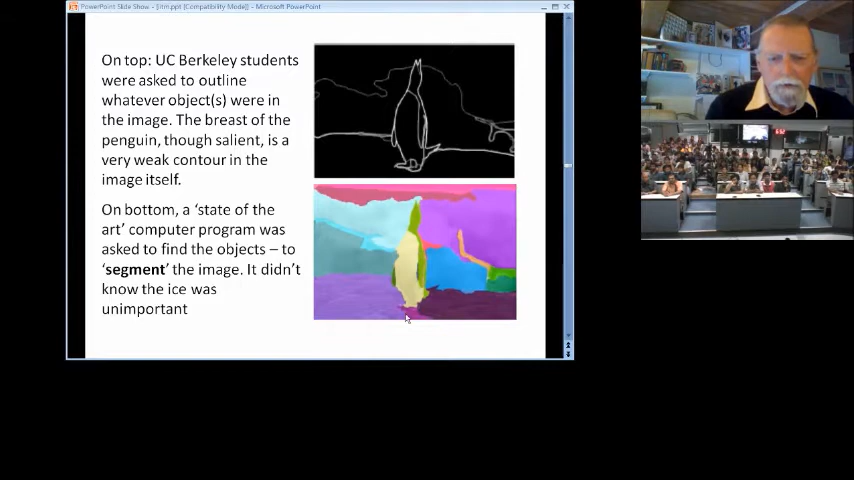 PowerPoint Slide Show - [itm.ppt [Compatibility Mode]] - Microsoft PowerPoint
On top: UC Berkeley students
were asked to outline
whatever object(s) were in
the image. The breast of the
penguin, though salient, is a
very weak contour in the
image itself.
On bottom, a ‘state of the
art’ computer program was
asked to find the objects – to
‘segment’ the image. It didn’t
know the ice was
unimportant